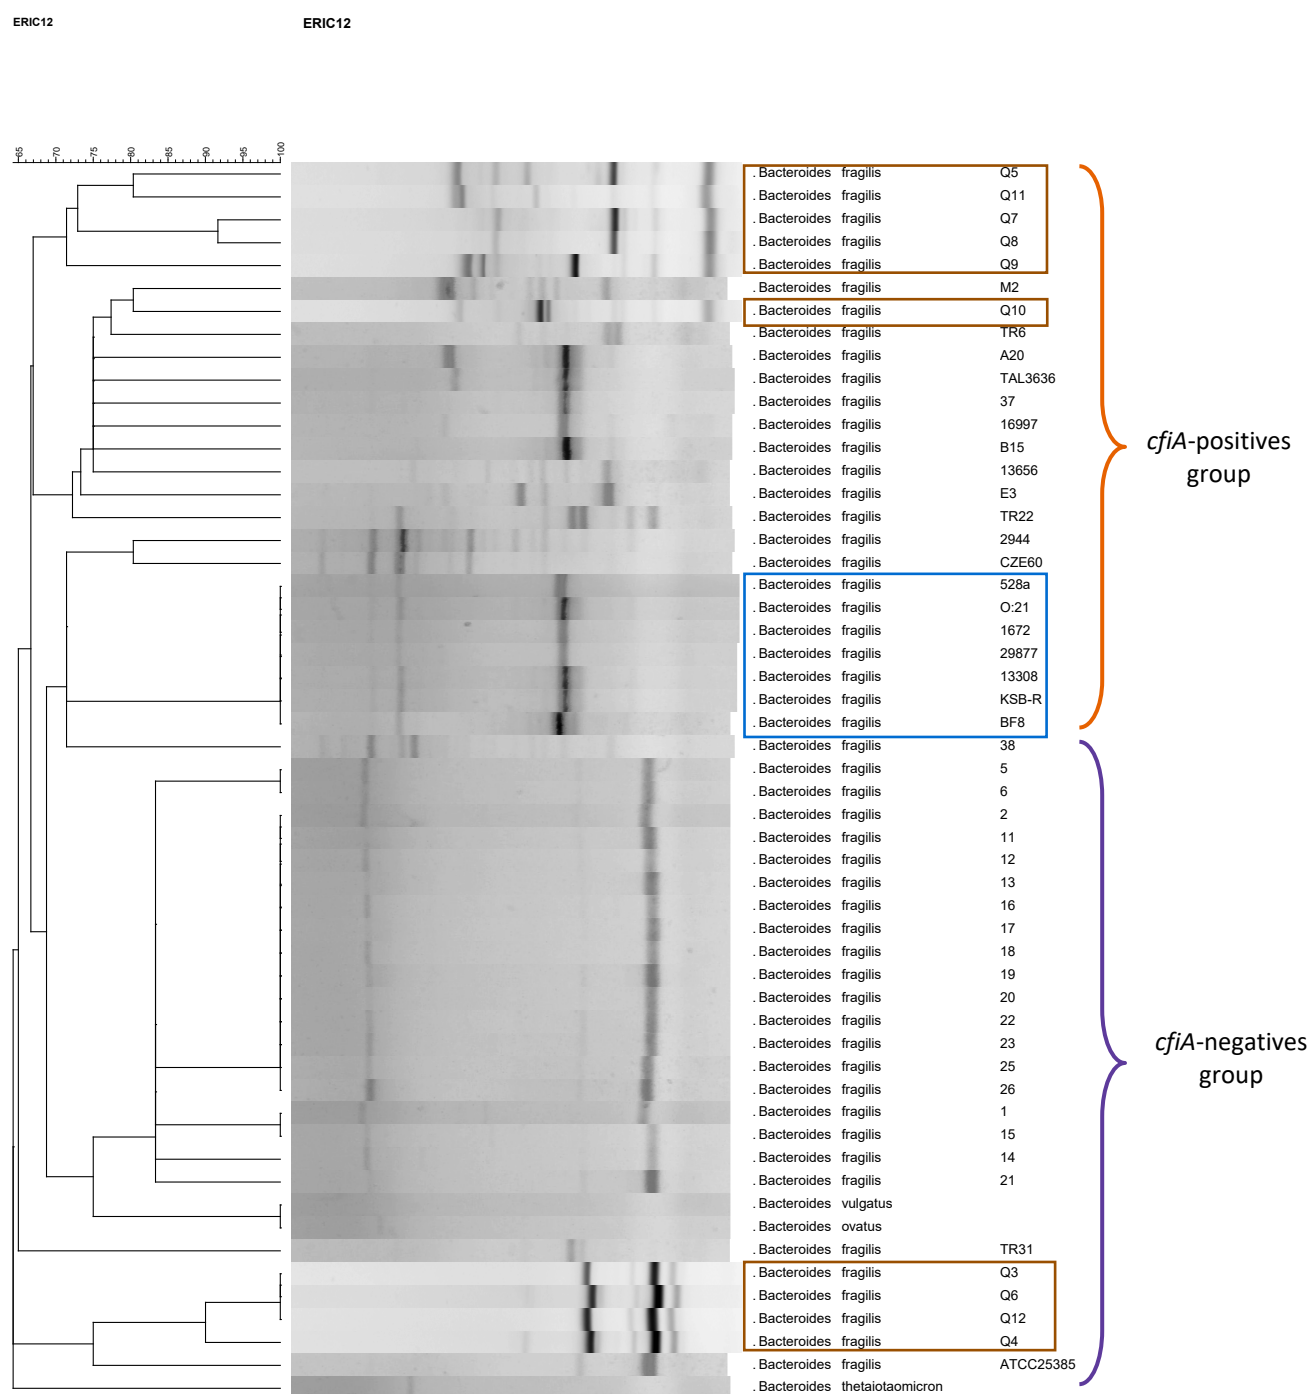 ERIC12 ERIC12
65 70 75 80 85 90 95 100
. Bacteroides fragilis Q5
. Bacteroides fragilis Q11
. Bacteroides fragilis Q7
. Bacteroides fragilis Q8
. Bacteroides fragilis Q9
. Bacteroides fragilis M2
. Bacteroides fragilis Q10
. Bacteroides fragilis TR6
. Bacteroides fragilis A20
. Bacteroides fragilis TAL3636
. Bacteroides fragilis 37
. Bacteroides fragilis 16997
. Bacteroides fragilis B15
. Bacteroides fragilis 13656
. Bacteroides fragilis E3
. Bacteroides fragilis TR22
. Bacteroides fragilis 2944
. Bacteroides fragilis CZE60
. Bacteroides fragilis 528a
. Bacteroides fragilis O:21
. Bacteroides fragilis 1672
. Bacteroides fragilis 29877
. Bacteroides fragilis 13308
. Bacteroides fragilis KSB-R
. Bacteroides fragilis BF8
. Bacteroides fragilis 38
. Bacteroides fragilis 5
. Bacteroides fragilis 6
. Bacteroides fragilis 2
. Bacteroides fragilis 11
. Bacteroides fragilis 12
. Bacteroides fragilis 13
. Bacteroides fragilis 16
. Bacteroides fragilis 17
. Bacteroides fragilis 18
. Bacteroides fragilis 19
. Bacteroides fragilis 20
. Bacteroides fragilis 22
. Bacteroides fragilis 23
. Bacteroides fragilis 25
. Bacteroides fragilis 26
. Bacteroides fragilis 1
. Bacteroides fragilis 15
. Bacteroides fragilis 14
. Bacteroides fragilis 21
. Bacteroides vulgatus
. Bacteroides ovatus
. Bacteroides fragilis TR31
. Bacteroides fragilis Q3
. Bacteroides fragilis Q6
. Bacteroides fragilis Q12
. Bacteroides fragilis Q4
. Bacteroides fragilis ATCC25385
. Bacteroides thetaiotaomicron
cfiA-positives
group
cfiA-negatives
group